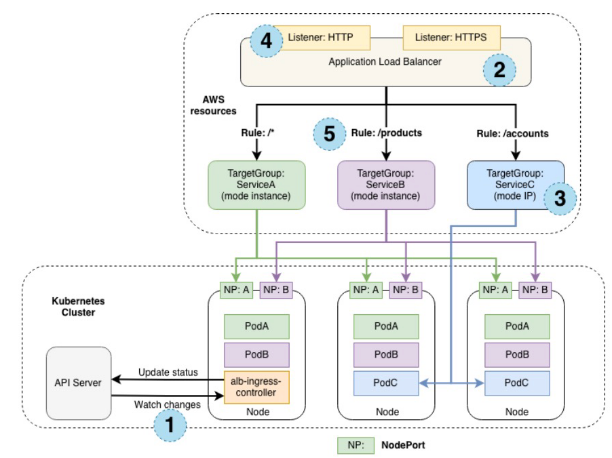 4
Listener: HTTP
Listener: HTTPS
Application Load Balancer
2
AWS
resources
Rule: /*
5
Rule: /products
Rule: /accounts
TargetGroup:
ServiceA
(mode instance)
TargetGroup:
ServiceB
(mode instance)
TargetGroup:
ServiceC
(mode IP)
3
Kubernetes
Cluster
NP: A
NP: B
NP: A
NP: B
NP: A
NP: B
PodA
PodB
alb-ingress-
controller
Node
PodA
PodB
PodC
Node
PodA
PodB
PodC
Node
API Server
Update status
Watch changes
1
NP:
NodePort